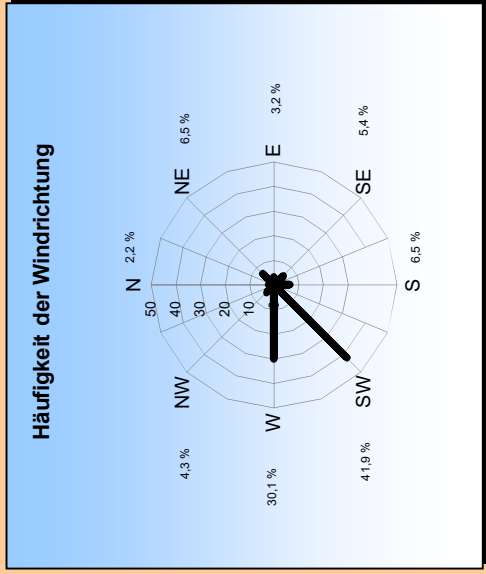 Häufigkeit der Windrichtung
2,2 %
N
6,5 %
NE
3,2 %
E
5,4 %
SE
6,5 %
S
41,9 %
SW
30,1 %
W
4,3 %
NW
50
40
30
20
10